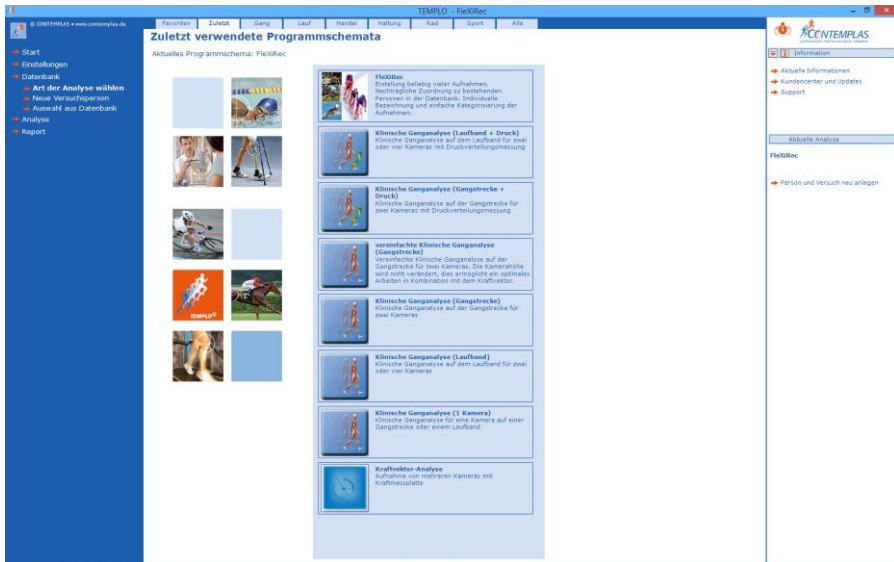 TEMPLO - FleXiRec
© CONTEMPLAS • www.contemplas.de
Favoriten Zuletzt Gang Lauf Handel Haltung Rad Sport Alle
Zuletzt verwendete Programmschemata
Aktuelles Programmschema: FleXiRec
Start
Einstellungen
Datenbank
Art der Analyse wählen
Neue Versuchsperson
Auswahl aus Datenbank
Analyse
Report
TEMPLO®
FleXiRec
Erstellung beliebig vieler Aufnahmen.
Nachträgliche Zuordnung zu bestehenden
Personen in der Datenbank. Individuelle
Bezeichnung und einfache Kategorisierung der
Aufnahmen.
Klinische Ganganalyse (Laufband + Druck)
Klinische Ganganalyse auf dem Laufband für zwei
oder vier Kameras mit Druckverteilungsmessung
Klinische Ganganalyse (Gangstrecke +
Druck)
Klinische Ganganalyse auf der Gangstrecke für
zwei Kameras mit Druckverteilungsmessung
vereinfachte Klinische Ganganalyse
(Gangstrecke)
Vereinfachte Klinische Ganganalyse auf der
Gangstrecke für zwei Kameras. Die Kamerahöhe
wird nicht verändert, dies ermöglicht ein optimales
Arbeiten in Kombination mit dem Kraftvektor.
Klinische Ganganalyse (Gangstrecke)
Klinische Ganganalyse auf der Gangstrecke für
zwei Kameras
Klinische Ganganalyse (Laufband)
Klinische Ganganalyse auf dem Laufband für zwei
oder vier Kameras
Klinische Ganganalyse (1 Kamera)
Klinische Ganganalyse für eine Kamera auf einer
Gangstrecke oder einem Laufband
Kraftvektor-Analyse
Aufnahme von mehreren Kameras mit
Kraftmessplatte
CONTEMPLAS
Information
Aktuelle Informationen
Kundencenter und Updates
Support
Aktuelle Analyse
FleXiRec
Person und Versuch neu anlegen